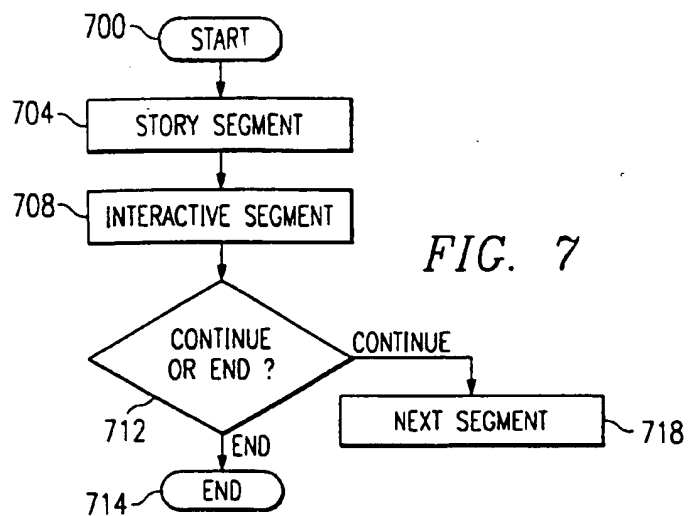 700
START
704
STORY SEGMENT
708
INTERACTIVE SEGMENT
FIG. 7
CONTINUE
OR END ?
CONTINUE
712
NEXT SEGMENT
718
END
714
END